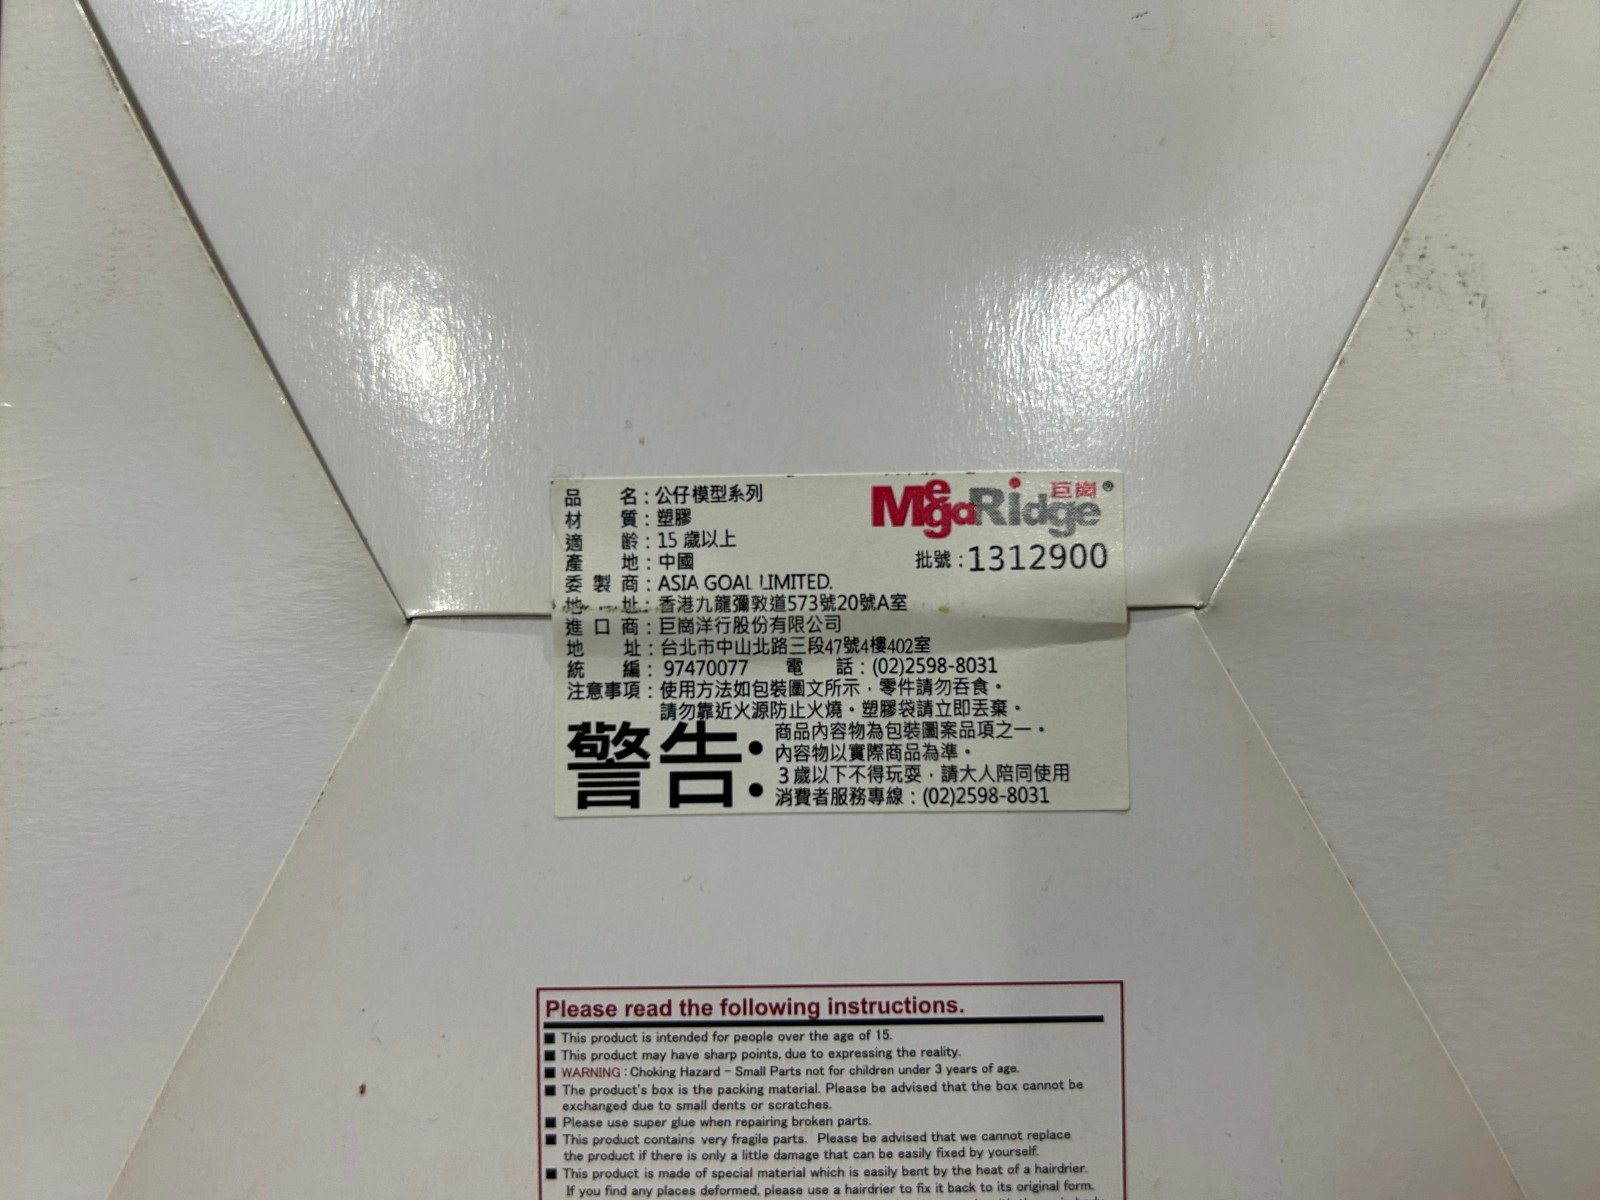 品　　名：公仔模型系列
MegaRidge 巨崗®
材　　質：塑膠
適　　齡：15 歲以上
批號：1312900
產　　地：中國
委 製 商：ASIA GOAL LIMITED.
地　　址：香港九龍彌敦道573號20號A室
進 口 商：巨崗洋行股份有限公司
地　　址：台北市中山北路三段47號4樓402室
統　　編：97470077　電　話：(02)2598-8031
注意事項：使用方法如包裝圖文所示，零件請勿吞食。
請勿靠近火源防止火燒。塑膠袋請立即丟棄。
警告：
商品內容物為包裝圖案品項之一。
內容物以實際商品為準。
3歲以下不得玩耍，請大人陪同使用
消費者服務專線：(02)2598-8031
Please read the following instructions.
■ This product is intended for people over the age of 15.
■ This product may have sharp points, due to expressing the reality.
■ WARNING : Choking Hazard - Small Parts not for children under 3 years of age.
■ The product's box is the packing material. Please be advised that the box cannot be
exchanged due to small dents or scratches.
■ Please use super glue when repairing broken parts.
■ This product contains very fragile parts. Please be advised that we cannot replace
the product if there is only a little damage that can be easily fixed by yourself.
■ This product is made of special material which is easily bent by the heat of a hairdrier.
If you find any places deformed, please use a hairdrier to fix it back to its original form.